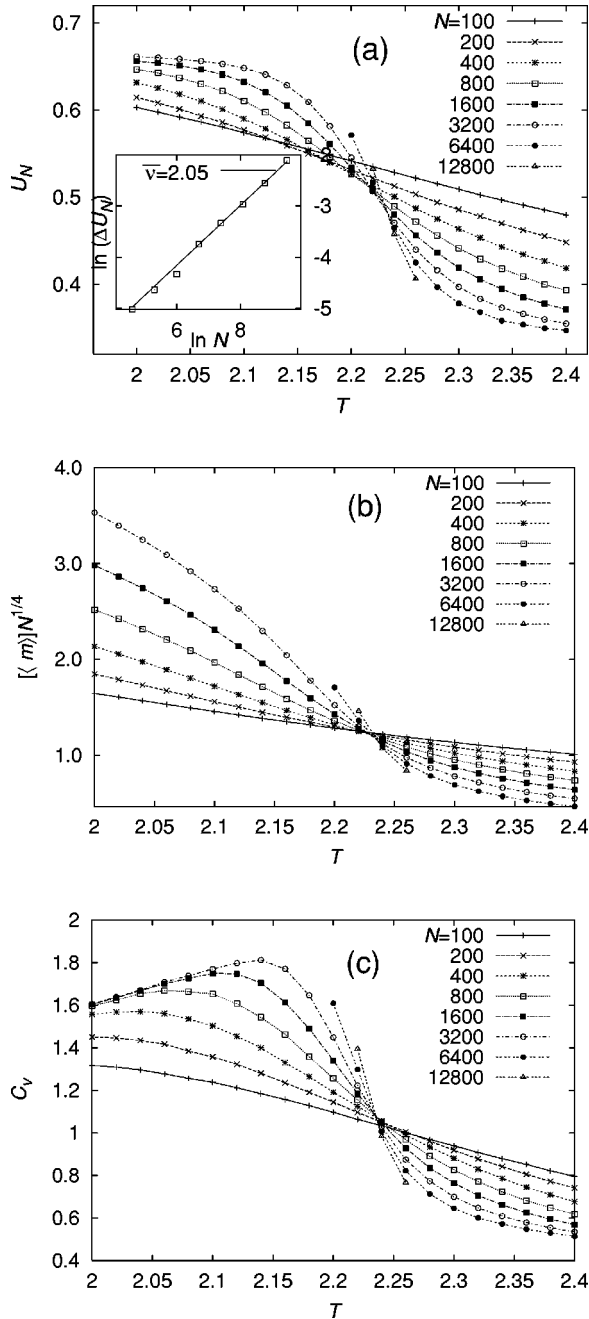 (a)
N=100
200
400
800
1600
3200
6400
12800
0.7
0.6
0.5
0.4
U_N
ν̅=2.05
ln (ΔU_N)
-2
-3
-4
-5
6 8
ln N
2 2.05 2.1 2.15 2.2 2.25 2.3 2.35 2.4
T
(b)
N=100
200
400
800
1600
3200
6400
12800
4.0
3.0
2.0
1.0
[⟨ m⟩]N^{1/4}
2 2.05 2.1 2.15 2.2 2.25 2.3 2.35 2.4
T
(c)
N=100
200
400
800
1600
3200
6400
12800
2
1.8
1.6
1.4
1.2
1
0.8
0.6
0.4
C_v
2 2.05 2.1 2.15 2.2 2.25 2.3 2.35 2.4
T